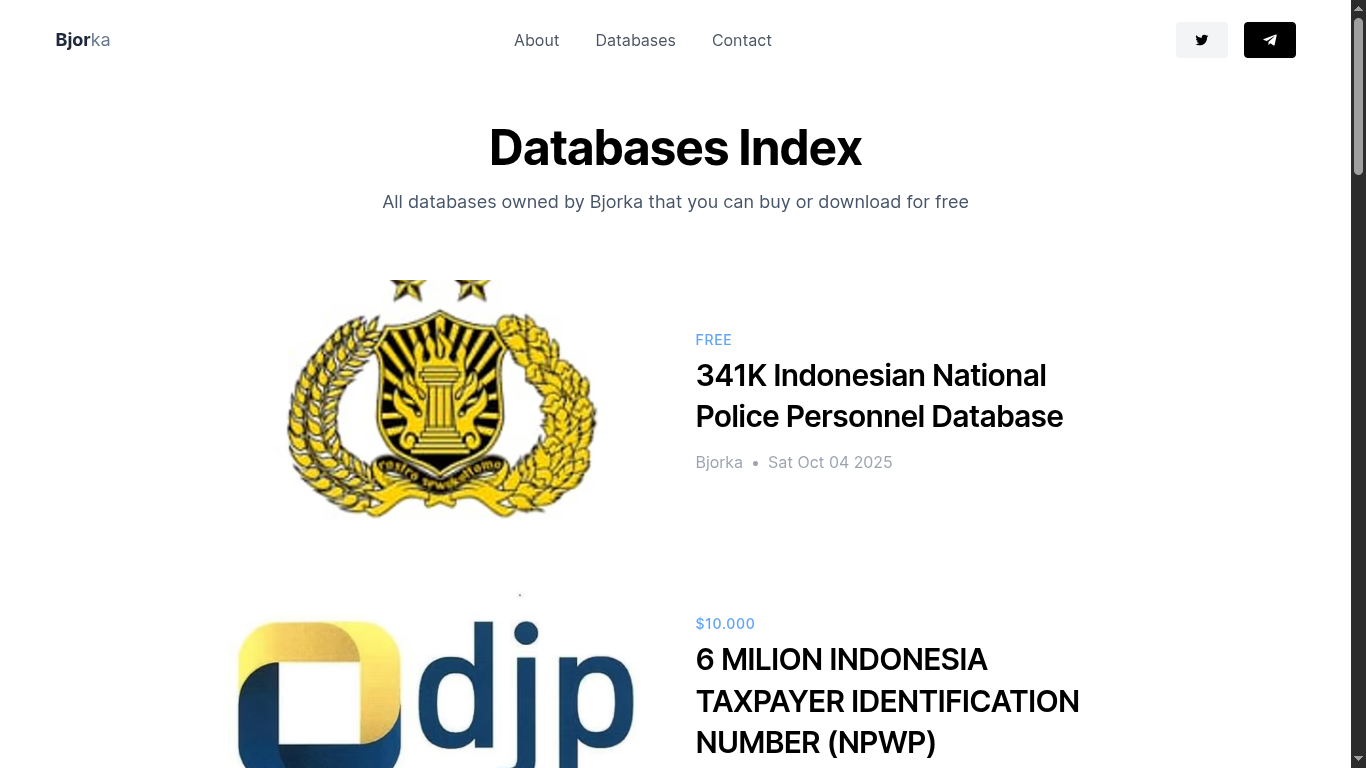 Bjorka
About
Databases
Contact
Databases Index
All databases owned by Bjorka that you can buy or download for free
FREE
341K Indonesian National
Police Personnel Database
Bjorka • Sat Oct 04 2025
$10.000
6 MILION INDONESIA
TAXPAYER IDENTIFICATION
NUMBER (NPWP)
djp